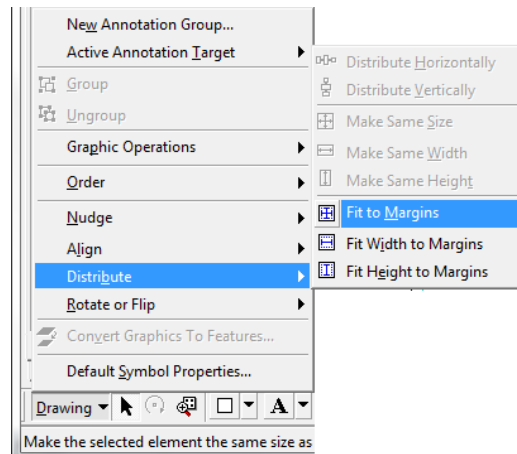 New Annotation Group...
Active Annotation Target
Group
Ungroup
Graphic Operations
Order
Nudge
Align
Distribute
Rotate or Flip
Convert Graphics To Features...
Default Symbol Properties...
Distribute Horizontally
Distribute Vertically
Make Same Size
Make Same Width
Make Same Height
Fit to Margins
Fit Width to Margins
Fit Height to Margins
Drawing A
Make the selected element the same size as